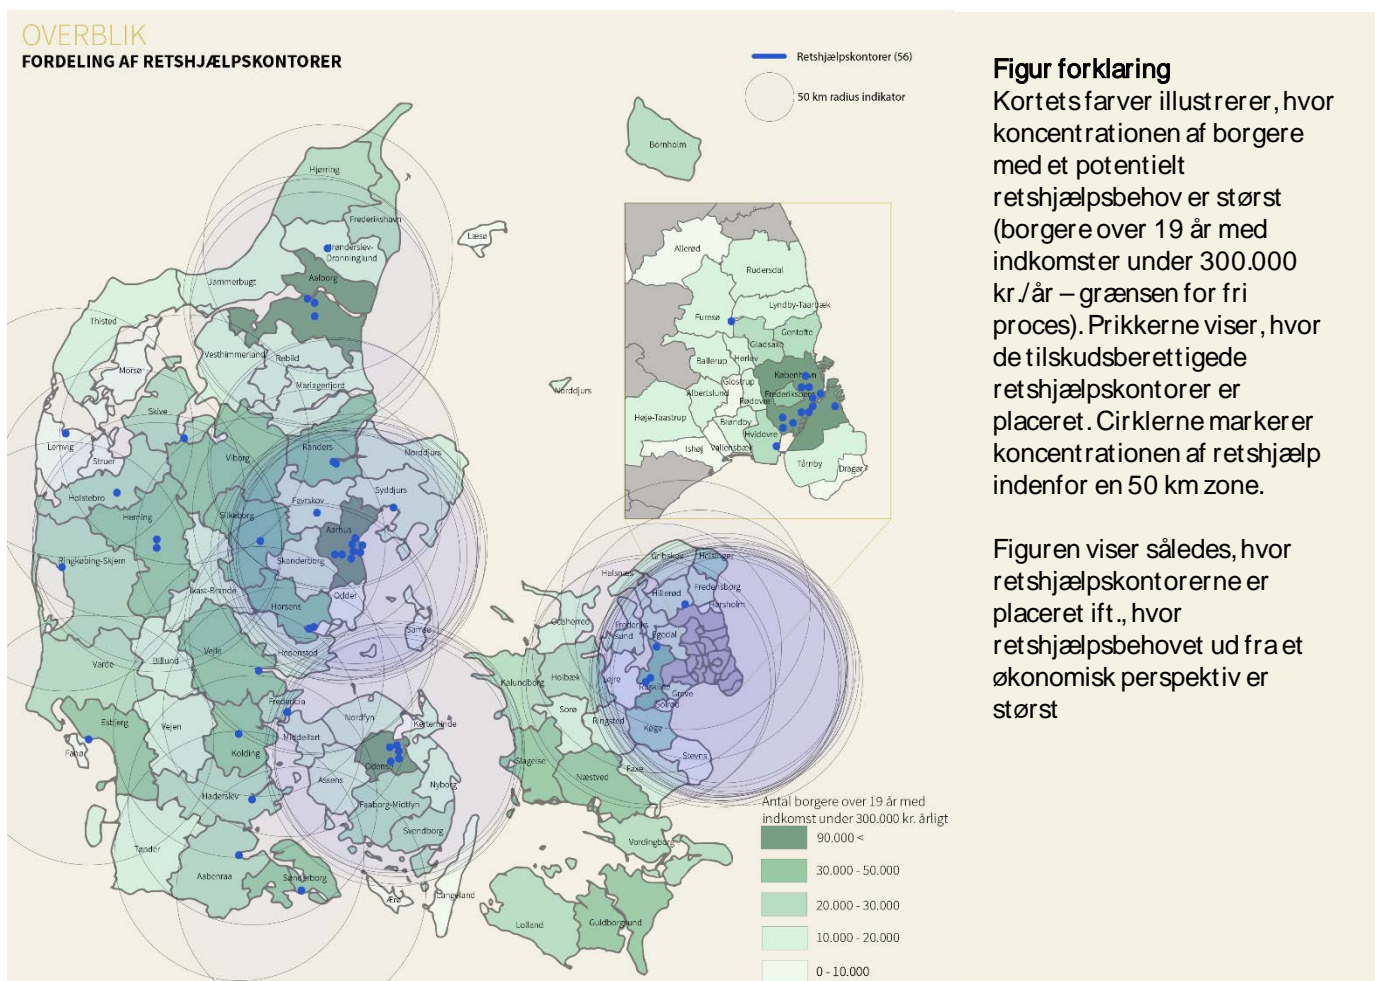 OVERBLIK
FORDELING AF RETSHJÆLPSKONTORER
Retshjælpskontorer (56)
50 km radius indikator
Figur forklaring
Kortets farver illustrerer, hvor
koncentrationen af borgere
med et potentielt
retshjælpsbehov er størst
(borgere over 19 år med
indkomster under 300.000
kr./år – grænsen for fri
proces). Prikkerne viser, hvor
de tilskudsberettigede
retshjælpskontorer er
placeret. Cirklerne markerer
koncentrationen af retshjælp
indenfor en 50 km zone.
Figuren viser således, hvor
retshjælpskontorerne er
placeret ift., hvor
retshjælpsbehovet ud fra et
økonomisk perspektiv er
størst
Bornholm
Hjørring
Frederikshavn
Læsø
Brønderslev-
Dronninglund
Aalborg
Jammerbugt
Thisted
Vesthimmerland
Rebild
Morsø
Mariagerfjord
Norddjurs
Skive
Lemvig
Struer
Viborg
Randers
Norddjurs
Holstebro
Favrskov
Syddjurs
Herning
Silkeborg
Aarhus
Ringkøbing-Skjern
Skanderborg
Ikast-Brande
Odder
Horsens
Samsø
Hedensted
Varde
Billund
Vejle
Fredericia
Nordfyn
Kerteminde
Esbjerg
Vejen
Middelfart
Fanø
Kolding
Odense
Assens
Nyborg
Haderslev
Faaborg-Midtfyn
Svendborg
Tønder
Aabenraa
Sønderborg
Ærø
Langeland
Allerød
Rudersdal
Lyndby-Taarbæk
Furesø
Gentofte
Gladsaxe
Ballerup
Herlev
København
Glostrup
Albertslund
Rødovre
Frederiksberg
Høje-Taastrup
Brøndby
Hvidovre
Ishøj
Vallensbæk
Tårnby
Dragør
Gribskov
Helsingør
Halsnæs
Hillerød
Fredensborg
Hørsholm
Odsherred
Frederiks
sund
Egedal
Kalundborg
Holbæk
Lejre
Roskilde
Greve
Solrød
Sorø
Ringsted
Køge
Stevns
Slagelse
Næstved
Faxe
Vordingborg
Lolland
Guldborgsund
Antal borgere over 19 år med
indkomst under 300.000 kr. årligt
90.000 <
30.000 - 50.000
20.000 - 30.000
10.000 - 20.000
0 - 10.000